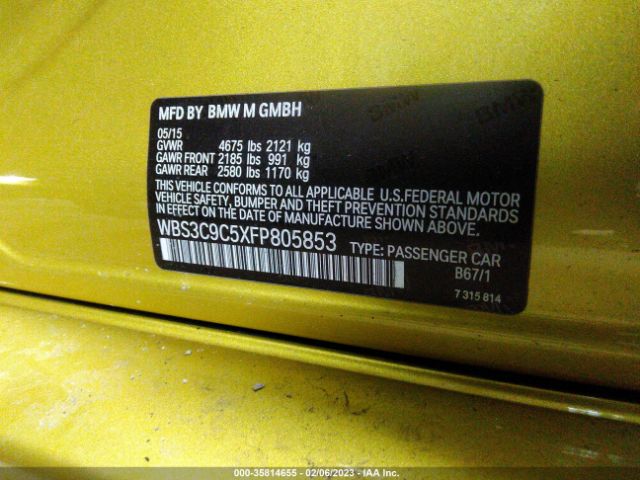 MFD BY BMW M GMBH
05/15
GVWR 4675 lbs 2121 kg
GAWR FRONT 2185 lbs 991 kg
GAWR REAR 2580 lbs 1170 kg
THIS VEHICLE CONFORMS TO ALL APPLICABLE U.S.FEDERAL MOTOR
VEHICLE SAFETY, BUMPER AND THEFT PREVENTION STANDARDS
IN EFFECT ON THE DATE OF MANUFACTURE SHOWN ABOVE.
WBS3C9C5XFP805853 TYPE: PASSENGER CAR
B67/1
7 315 814
000-35814655 - 02/06/2023 - IAA Inc.